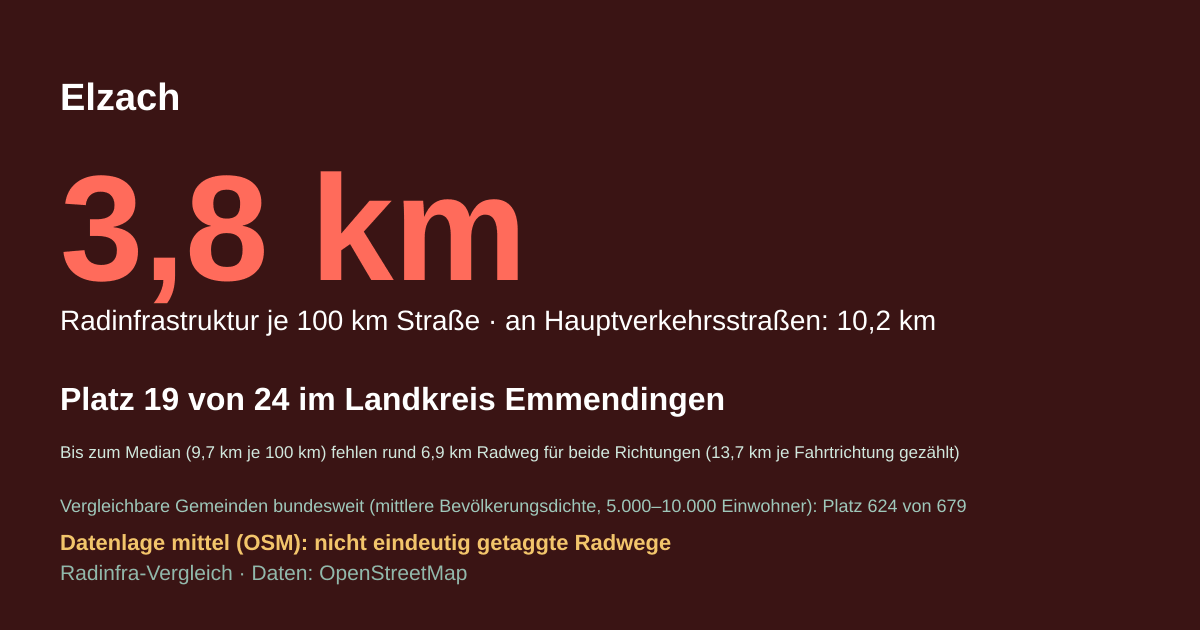 Elzach
3,8 km
Radinfrastruktur je 100 km Straße · an Hauptverkehrsstraßen: 10,2 km
Platz 19 von 24 im Landkreis Emmendingen
Bis zum Median (9,7 km je 100 km) fehlen rund 6,9 km Radweg für beide Richtungen (13,7 km je Fahrtrichtung gezählt)
Vergleichbare Gemeinden bundesweit (mittlere Bevölkerungsdichte, 5.000–10.000 Einwohner): Platz 624 von 679
Datenlage mittel (OSM): nicht eindeutig getaggte Radwege
Radinfra-Vergleich · Daten: OpenStreetMap